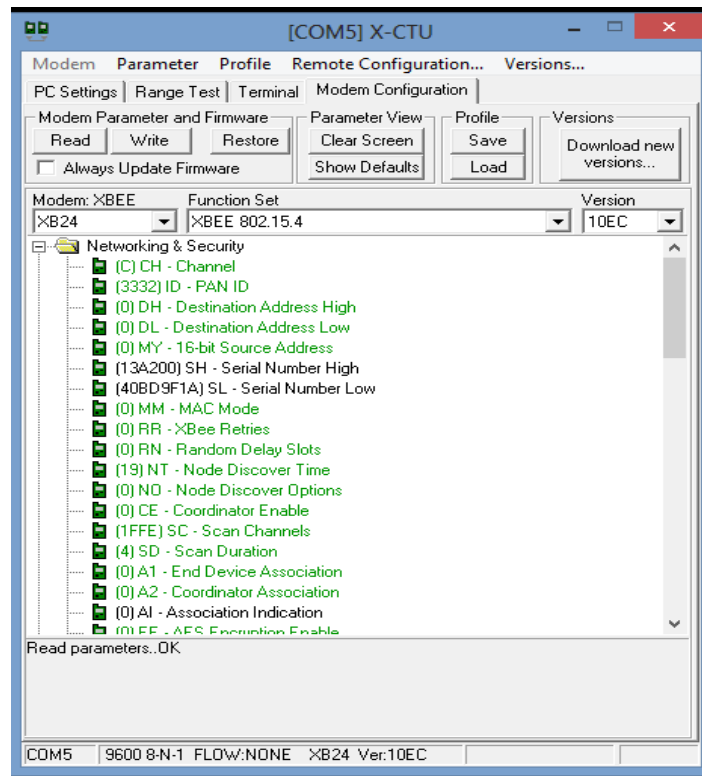 [COM5] X-CTU
Modem Parameter Profile Remote Configuration... Versions...
PC Settings Range Test Terminal Modem Configuration
Modem Parameter and Firmware Parameter View Profile Versions
Read Write Restore Clear Screen Save Download new versions...
Always Update Firmware Show Defaults Load
Modem: XBEE Function Set Version
XB24 XBEE 802.15.4 10EC
Networking & Security
(C) CH - Channel
(3332) ID - PAN ID
(0) DH - Destination Address High
(0) DL - Destination Address Low
(0) MY - 16-bit Source Address
(13A200) SH - Serial Number High
(40BD9F1A) SL - Serial Number Low
(0) MM - MAC Mode
(0) RR - XBee Retries
(0) RN - Random Delay Slots
(19) NT - Node Discover Time
(0) NO - Node Discover Options
(0) CE - Coordinator Enable
(1FFE) SC - Scan Channels
(4) SD - Scan Duration
(0) A1 - End Device Association
(0) A2 - Coordinator Association
(0) AI - Association Indication
(0) EE - AES Encryption Enable
Read parameters..OK
COM5 9600 8-N-1 FLOW:NONE XB24 Ver:10EC